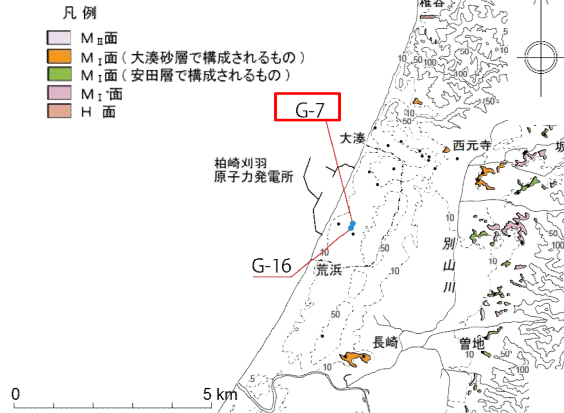 凡例
MⅡ面
MⅠ面(大湊砂層で構成されるもの)
MⅠ面(安田層で構成されるもの)
MⅠ'面
H 面
椎谷
G-7
大湊
西元寺
坂
柏崎刈羽
原子力発電所
別山川
G-16
荒浜
長崎
曽地
0 5 km